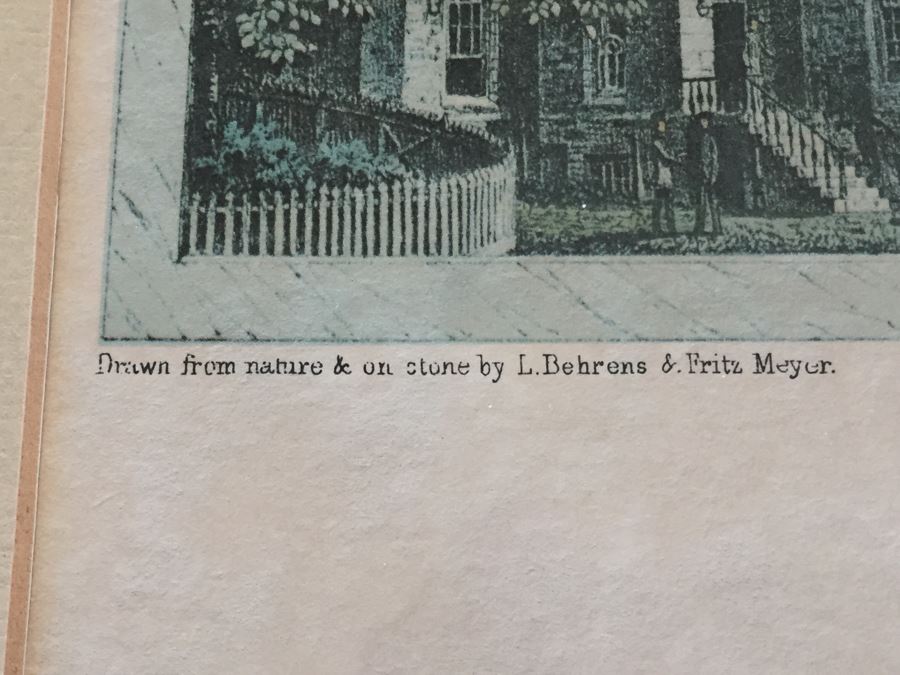 Drawn from nature & on stone by L. Behrens & Fritz Meyer.